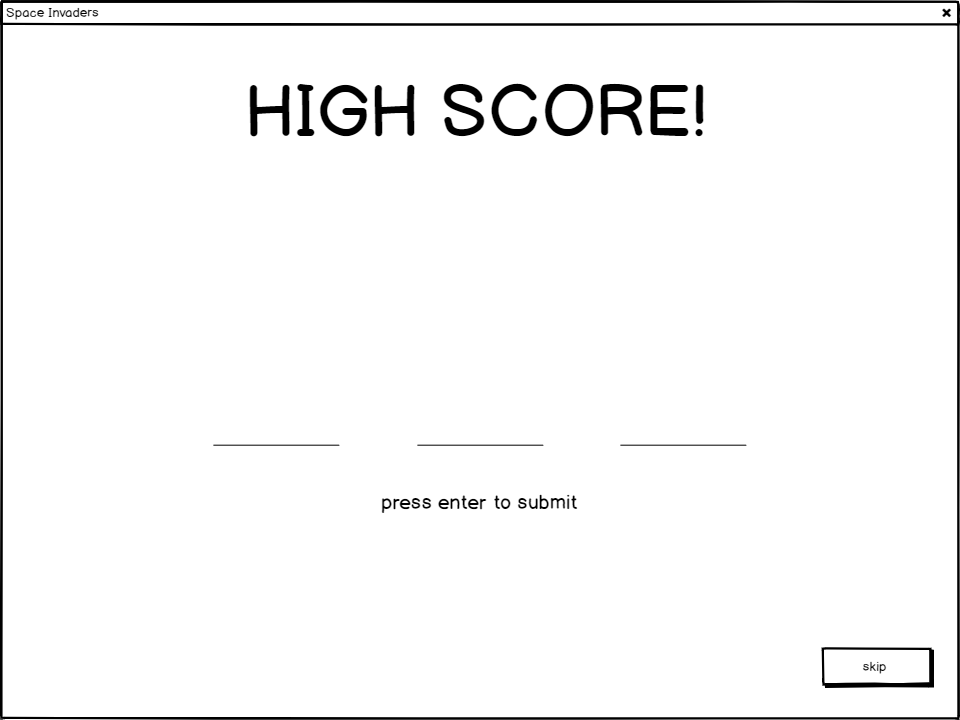 Space Invaders
HIGH SCORE!
press enter to submit
skip